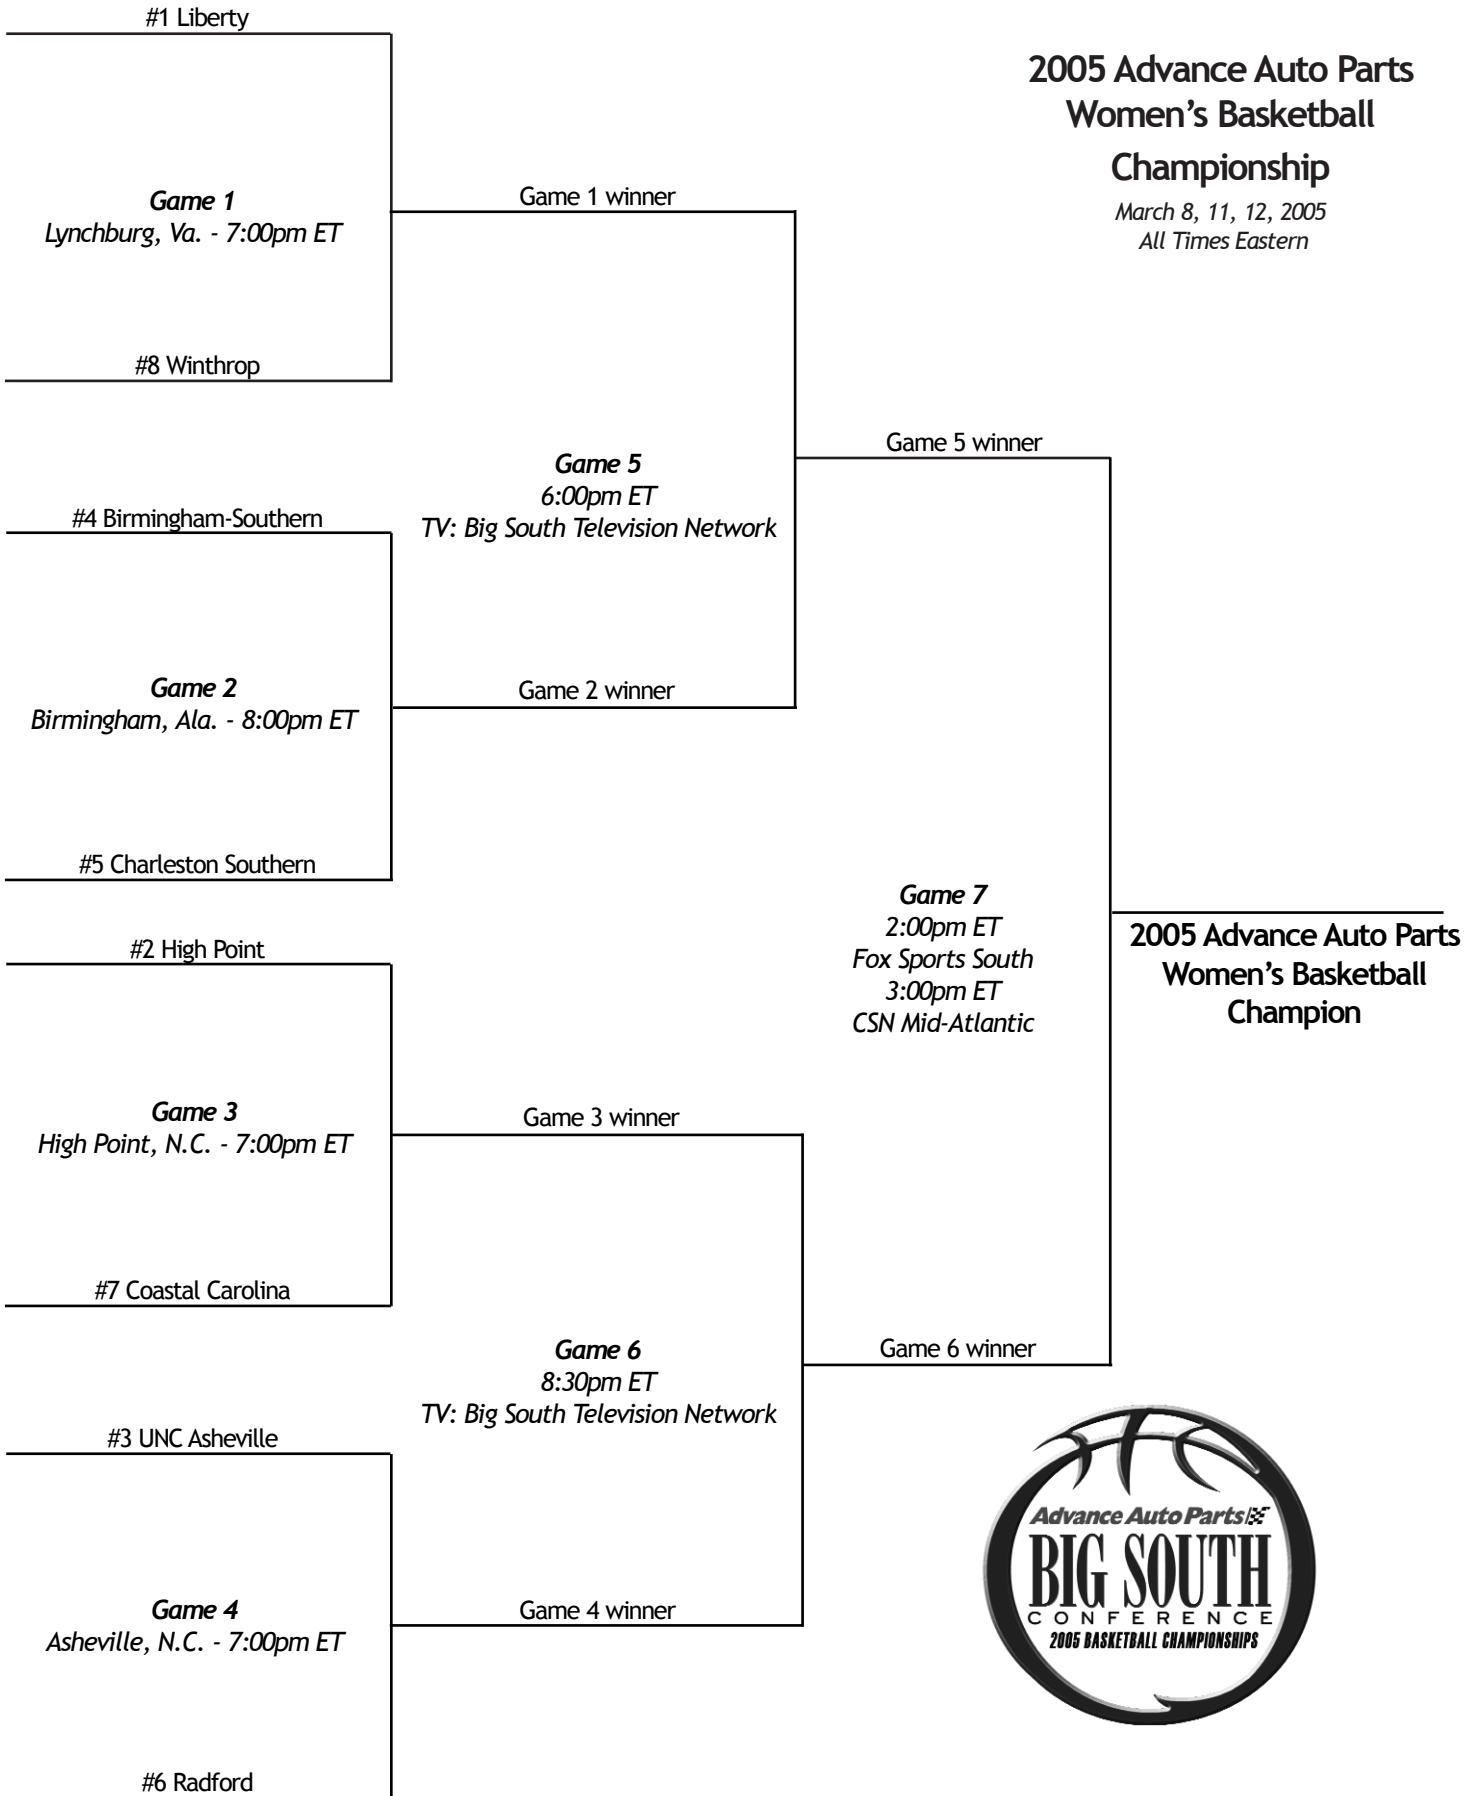 #1 Liberty
2005 Advance Auto Parts
Women's Basketball
Championship
March 8, 11, 12, 2005
All Times Eastern
Game 1
Lynchburg, Va. - 7:00pm ET
Game 1 winner
#8 Winthrop
Game 5 winner
Game 5
6:00pm ET
TV: Big South Television Network
#4 Birmingham-Southern
Game 2
Birmingham, Ala. - 8:00pm ET
Game 2 winner
#5 Charleston Southern
Game 7
2:00pm ET
Fox Sports South
3:00pm ET
CSN Mid-Atlantic
2005 Advance Auto Parts
Women's Basketball
Champion
#2 High Point
Game 3
High Point, N.C. - 7:00pm ET
Game 3 winner
#7 Coastal Carolina
Game 6
8:30pm ET
TV: Big South Television Network
Game 6 winner
#3 UNC Asheville
Game 4
Asheville, N.C. - 7:00pm ET
Game 4 winner
#6 Radford
Advance Auto Parts
BIG SOUTH
CONFERENCE
2005 BASKETBALL CHAMPIONSHIPS